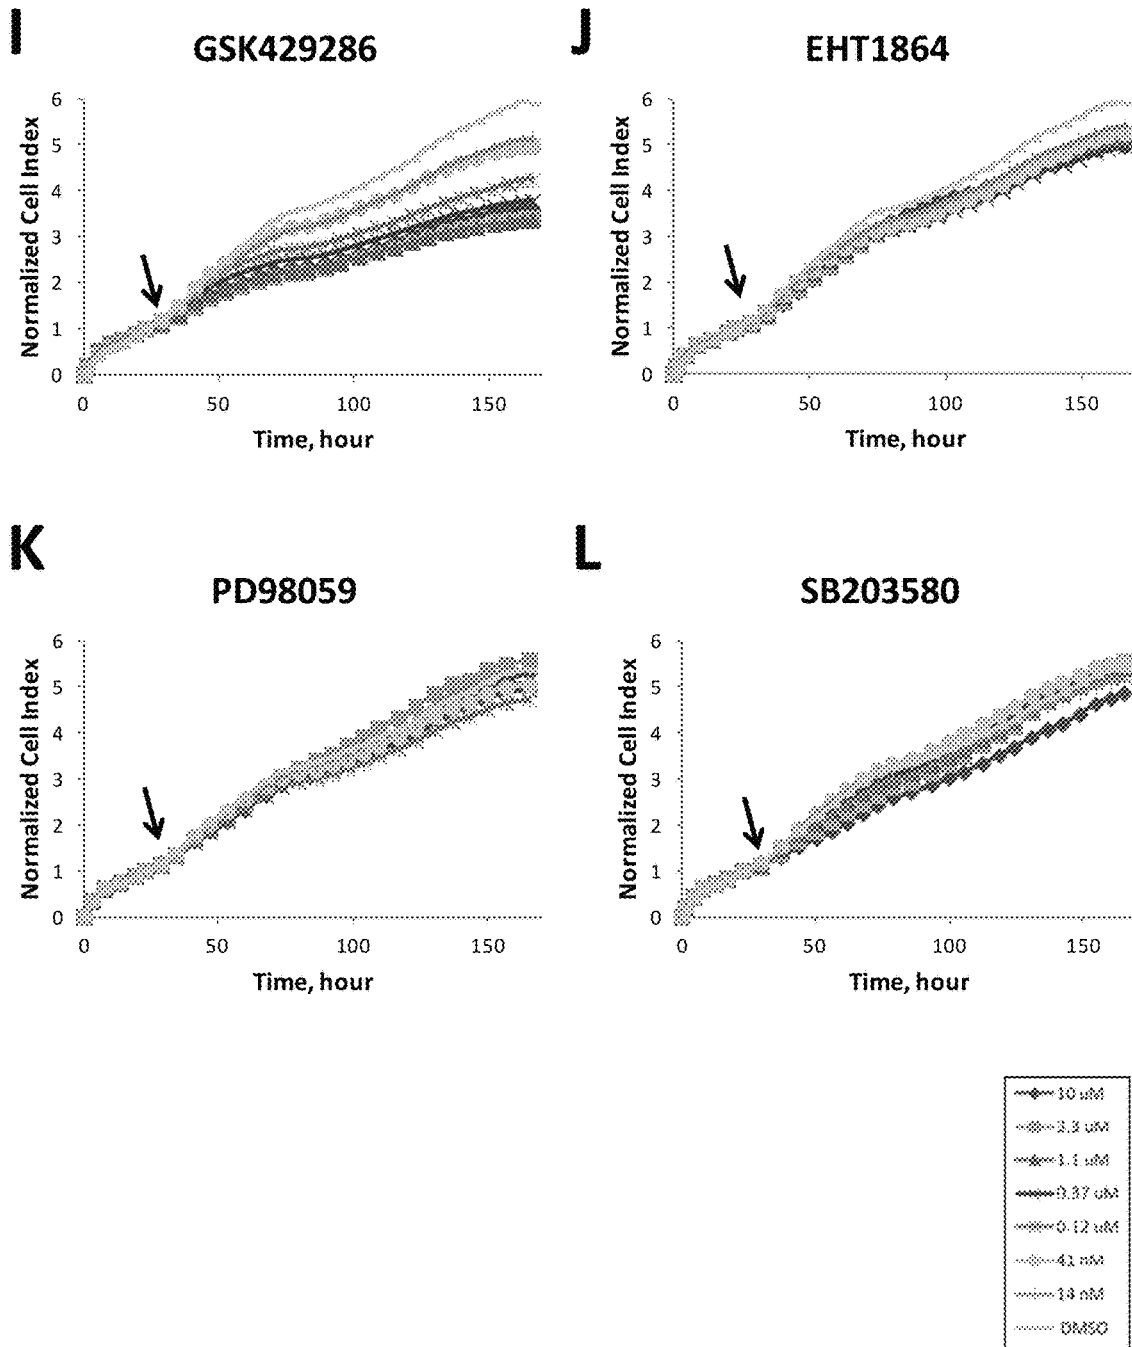 I
GSK429286
Normalized Cell Index
6
5
4
3
2
1
0
0 50 100 150
Time, hour
J
EHT1864
Normalized Cell Index
6
5
4
3
2
1
0
0 50 100 150
Time, hour
K
PD98059
Normalized Cell Index
6
5
4
3
2
1
0
0 50 100 150
Time, hour
L
SB203580
Normalized Cell Index
6
5
4
3
2
1
0
0 50 100 150
Time, hour
10 uM
3.3 uM
1.1 uM
0.37 uM
0.12 uM
41 nM
14 nM
DMSO